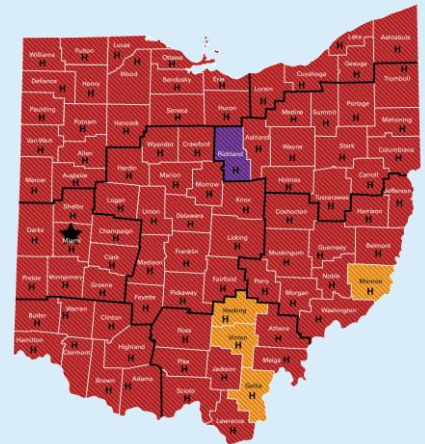 Williams
H
Fulton
H
Lucas
H
Wood
H
Ottawa
H
Sandusky
H
Erie
H
Lorain
H
Cuyahoga
H
Lake
H
Geauga
H
Ashtabula
H
Trumbull
H
Defiance
H
Henry
H
Paulding
H
Putnam
H
Hancock
H
Seneca
H
Huron
H
Medina
H
Summit
H
Portage
H
Mahoning
H
Van Wert
H
Allen
H
Wyandot
H
Crawford
H
Richland
H
Ashland
H
Wayne
H
Stark
H
Columbiana
H
Mercer
H
Auglaize
H
Hardin
H
Marion
H
Morrow
H
Holmes
H
Carroll
H
Jefferson
H
Tuscarawas
H
Harrison
H
Darke
H
Shelby
H
Miami
H
Logan
H
Union
H
Delaware
H
Knox
H
Coshocton
H
Champaign
H
Clark
H
Madison
H
Franklin
H
Licking
H
Muskingum
H
Guernsey
H
Belmont
H
Preble
H
Montgomery
H
Greene
H
Fayette
H
Pickaway
H
Fairfield
H
Perry
H
Morgan
H
Noble
H
Monroe
H
Washington
H
Butler
H
Warren
H
Clinton
H
Ross
H
Hocking
H
Athens
H
Hamilton
H
Clermont
H
Highland
H
Pike
H
Vinton
H
Meigs
H
Brown
H
Adams
H
Scioto
H
Jackson
H
Gallia
H
Lawrence
H